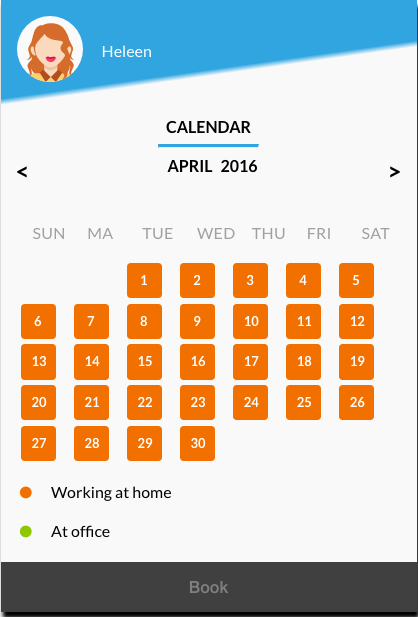 Heleen
CALENDAR
< APRIL 2016 >
SUN MA TUE WED THU FRI SAT
1 2 3 4 5
6 7 8 9 10 11 12
13 14 15 16 17 18 19
20 21 22 23 24 25 26
27 28 29 30
Working at home
At office
Book